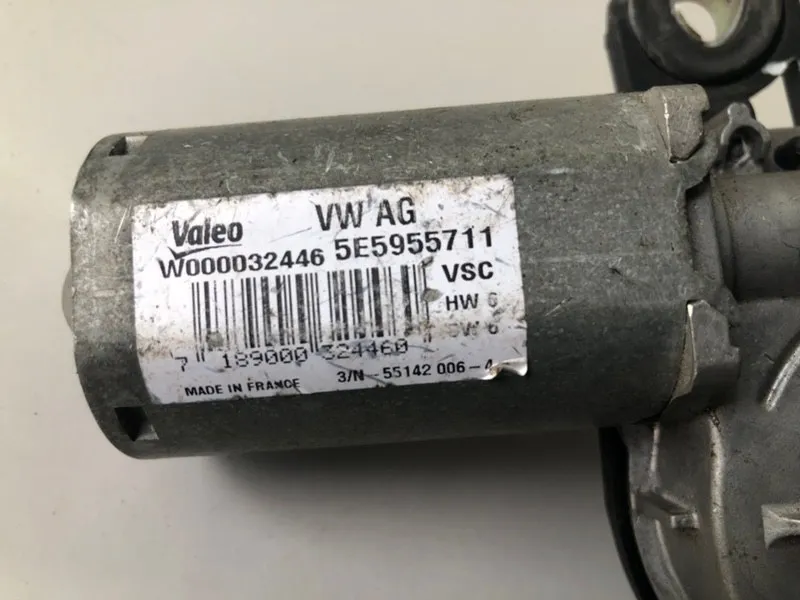 Valeo VW AG
W000032446 5E5955711
VSC
HW 6
SW 6
7 189000 324460
MADE IN FRANCE 3/N - 55142 006-4